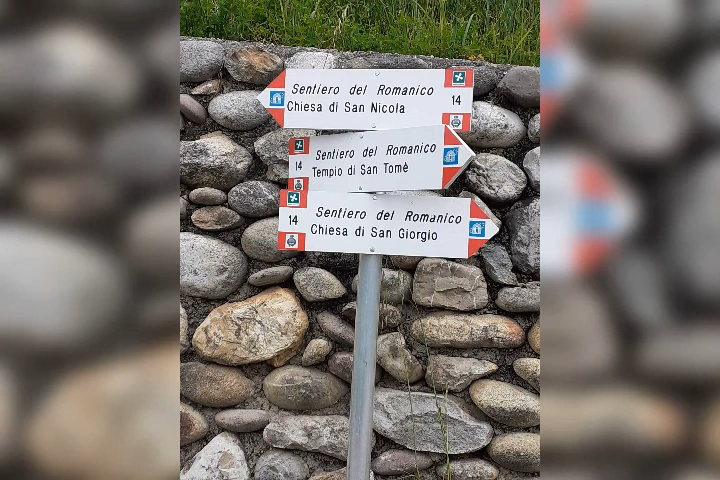 Sentiero del Romanico
Chiesa di San Nicola
14
Sentiero del Romanico
14
Tempio di San Tomè
Sentiero del Romanico
14
Chiesa di San Giorgio